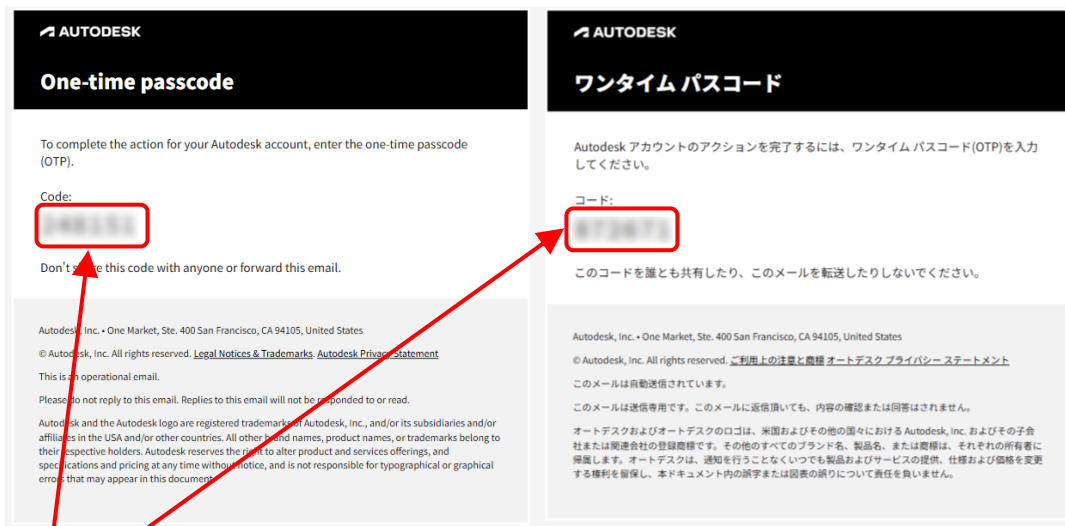 AUTODESK
One-time passcode
To complete the action for your Autodesk account, enter the one-time passcode
(OTP).
Code:
Don't this code with anyone or forward this email.
Autodesk, Inc. • One Market, Ste. 400 San Francisco, CA 94105, United States
© Autodesk, Inc. All rights reserved. Legal Notices & Trademarks. Autodesk Privacy Statement
This is an operational email.
Please do not reply to this email. Replies to this email will not be responded to or read.
Autodesk and the Autodesk logo are registered trademarks of Autodesk, Inc., and/or its subsidiaries and/or
affiliates in the USA and/or other countries. All other brand names, product names, or trademarks belong to
their respective holders. Autodesk reserves the right to alter product and services offerings, and
specifications and pricing at any time without notice, and is not responsible for typographical or graphical
errors that may appear in this document.
AUTODESK
ワンタイム パスコード
Autodesk アカウントのアクションを完了するには、ワンタイム パスコード(OTP)を入力
してください。
コード:
このコードを誰とも共有したり、このメールを転送したりしないでください。
Autodesk, Inc. • One Market, Ste. 400 San Francisco, CA 94105, United States
© Autodesk, Inc. All rights reserved. ご利用上の注意と商標 オートデスク プライバシー ステートメント
このメールは自動送信されています。
このメールは送信専用です。このメールに返信頂いても、内容の確認または回答はされません。
オートデスクおよびオートデスクのロゴは、米国およびその他の国々における Autodesk, Inc. およびその子会
社または関連会社の登録商標です。その他のすべてのブランド名、製品名、または商標は、それぞれの所有者に
帰属します。オートデスクは、通知を行うことなくいつでも製品およびサービスの提供、仕様および価格を変更
する権利を留保し、本ドキュメント内の誤字または図表の誤りについて責任を負いません。